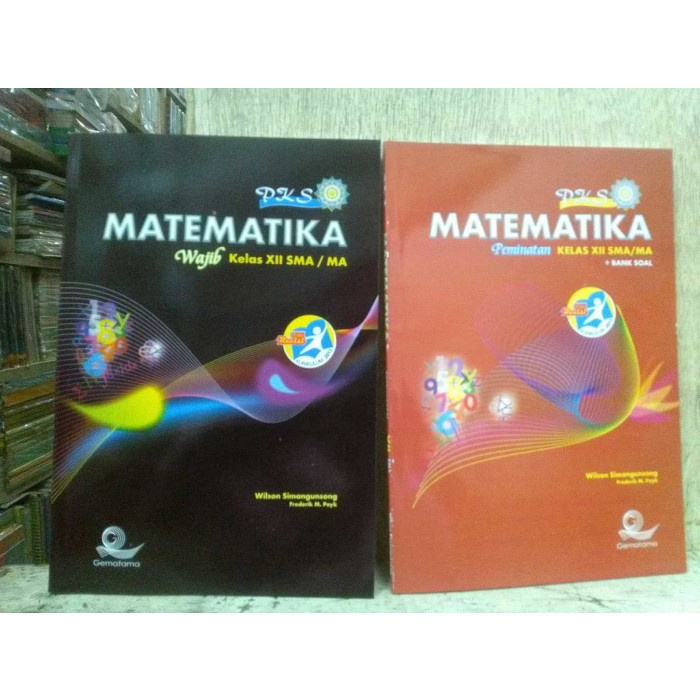 PKS
MATEMATIKA
Wajib Kelas XII SMA / MA
Wilson Simangunsong
Frederik M. Poyk
Gematama
PKS
MATEMATIKA
Peminatan KELAS XII SMA/MA
+ BANK SOAL
Wilson Simangunsong
Frederik M. Poyk
Gematama